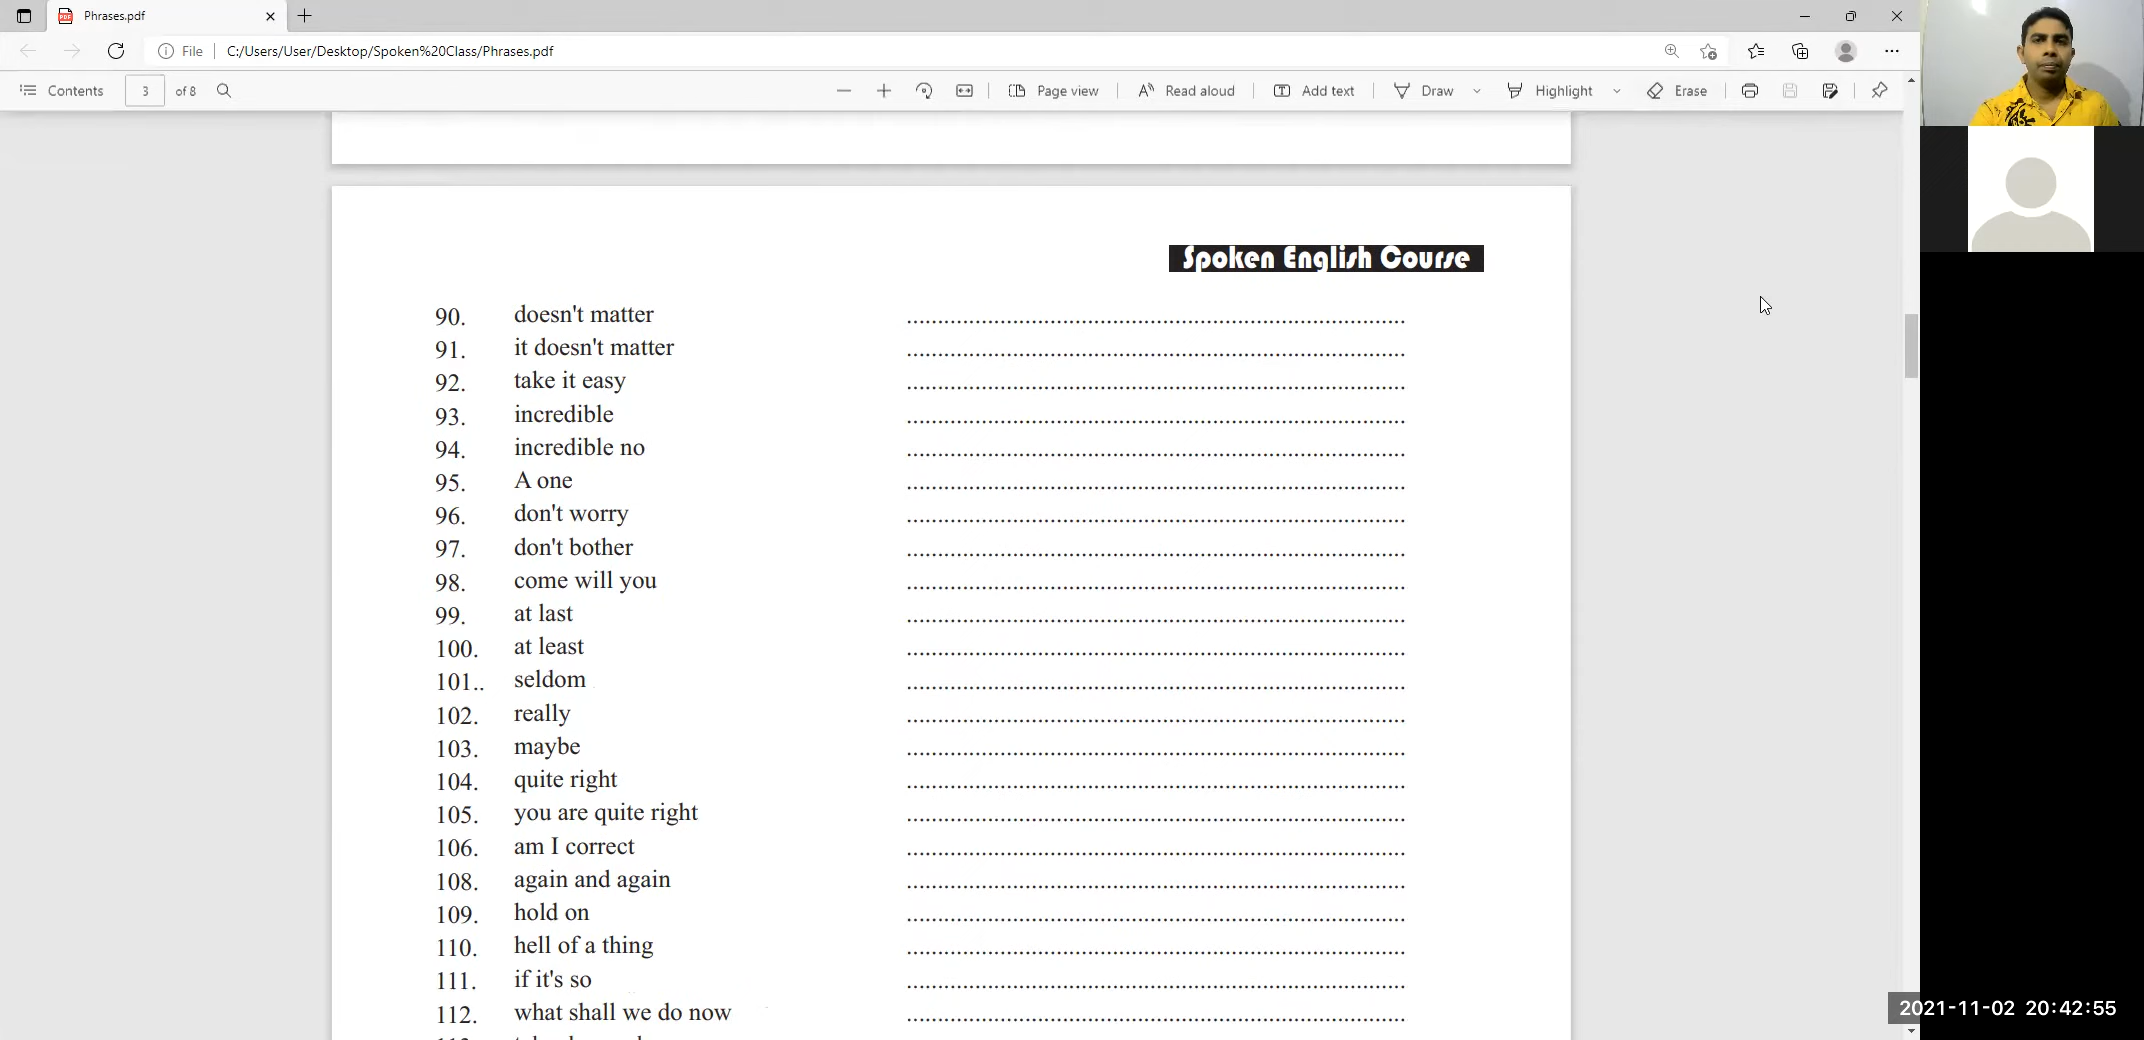 Phrases.pdf
File C:/Users/User/Desktop/Spoken%20Class/Phrases.pdf
Contents 3 of 8 Page view Read aloud Add text Draw Highlight Erase
Spoken English Course
90. doesn't matter ................................................................................
91. it doesn't matter ................................................................................
92. take it easy ................................................................................
93. incredible ................................................................................
94. incredible no ................................................................................
95. A one ................................................................................
96. don't worry ................................................................................
97. don't bother ................................................................................
98. come will you ................................................................................
99. at last ................................................................................
100. at least ................................................................................
101.. seldom ................................................................................
102. really ................................................................................
103. maybe ................................................................................
104. quite right ................................................................................
105. you are quite right ................................................................................
106. am I correct ................................................................................
108. again and again ................................................................................
109. hold on ................................................................................
110. hell of a thing ................................................................................
111. if it's so ................................................................................
112. what shall we do now ................................................................................
2021-11-02 20:42:55